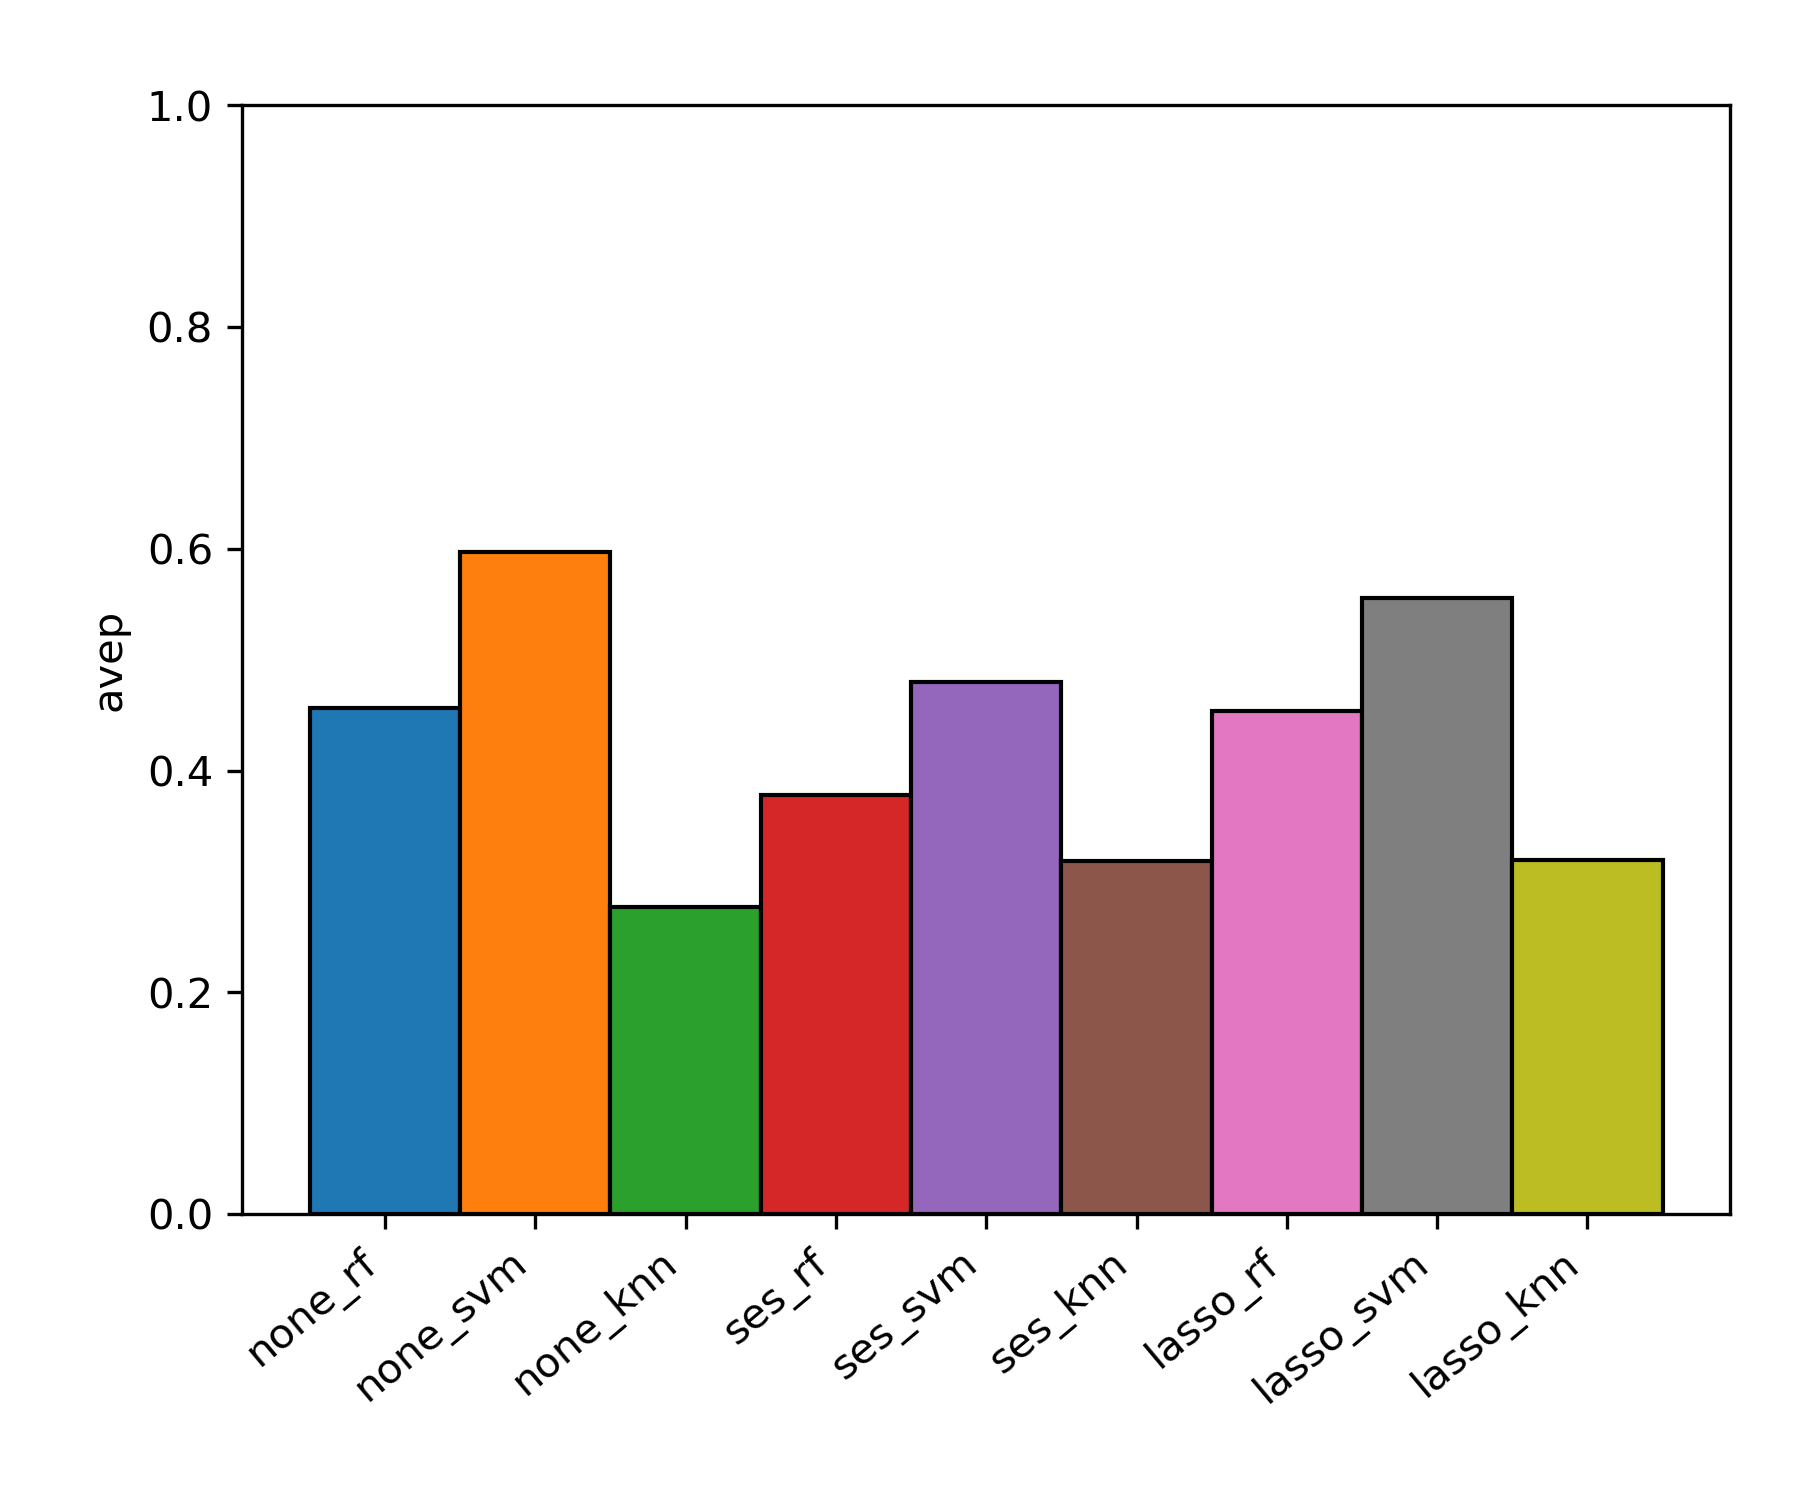 1.0
0.8
0.6
0.4
0.2
0.0
avep
none_rf
none_svm
none_knn
ses_rf
ses_svm
ses_knn
lasso_rf
lasso_svm
lasso_knn